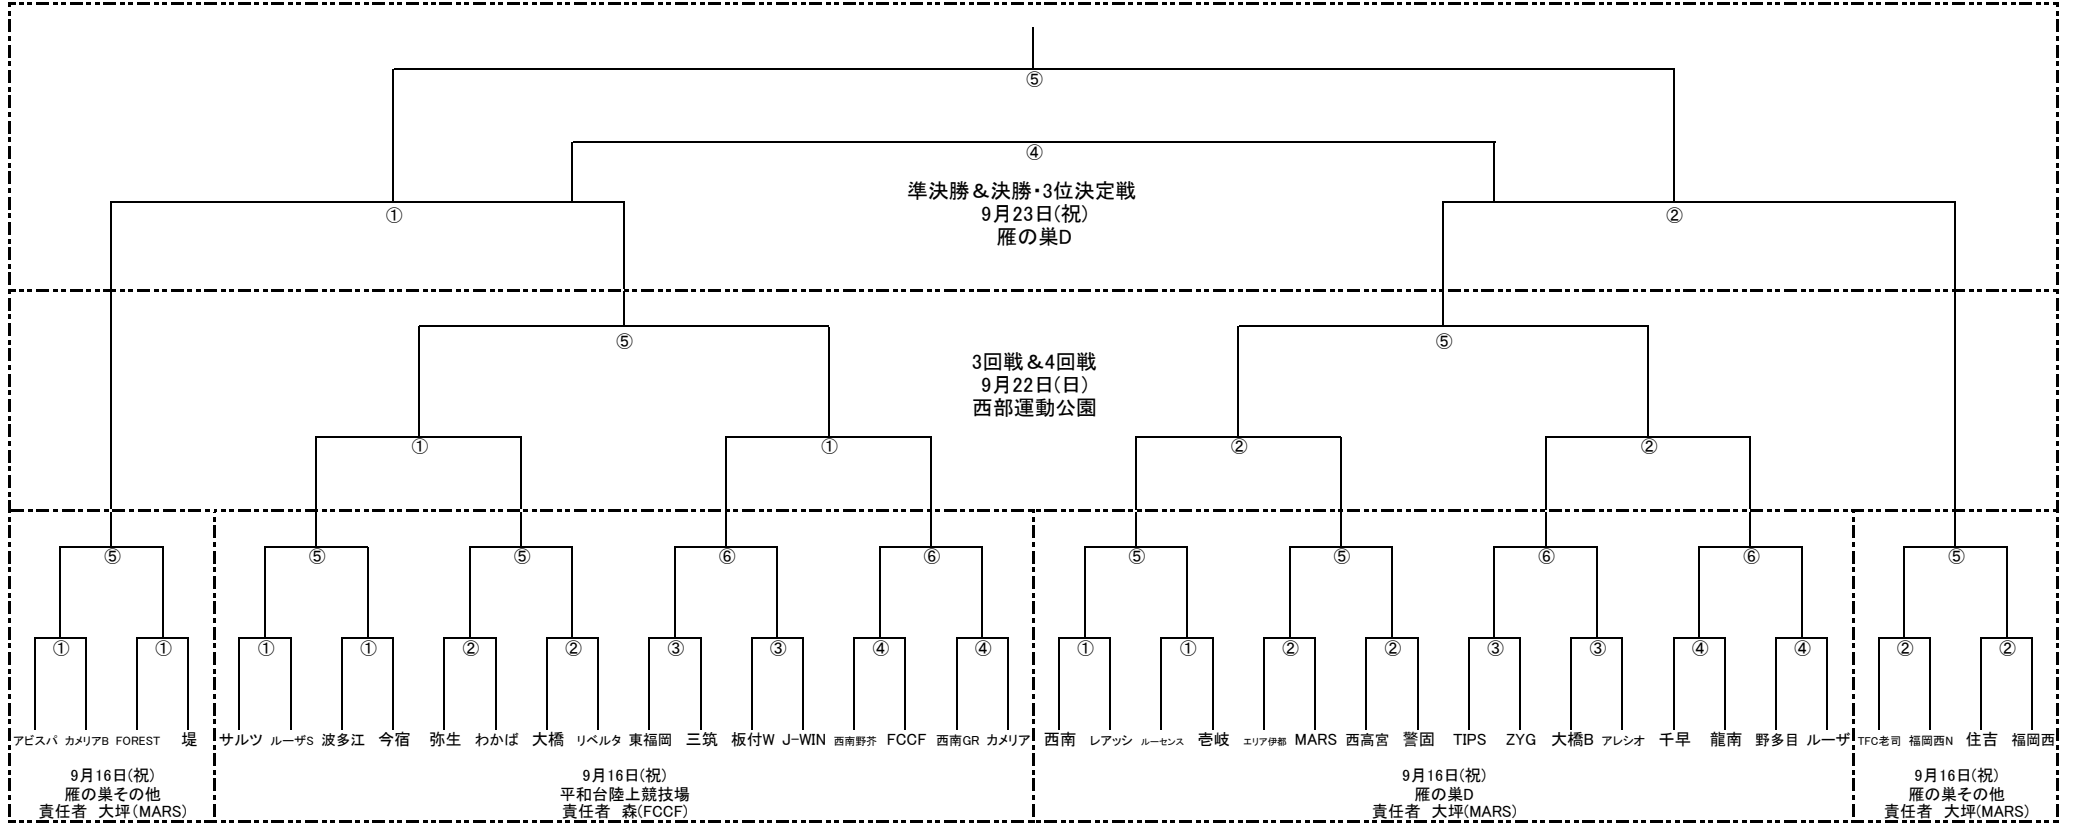 ⑤
④
準決勝＆決勝・3位決定戦
9月23日(祝)
雁の巣D
① ②
⑤ ⑤
3回戦＆4回戦
9月22日(日)
西部運動公園
① ① ② ②
⑤ ⑤ ⑤ ⑥ ⑥ ⑤ ⑤ ⑥ ⑥ ⑤
① ① ① ① ② ② ③ ③ ④ ④ ① ① ② ② ③ ③ ④ ④ ② ②
アビスパ カメリアB FOREST 堤 サルツ ルーザS 波多江 今宿 弥生 わかば 大橋 リベルタ 東福岡 三筑 板付W J-WIN 西南野芥 FCCF 西南GR カメリア 西南 レアッシ ルーセンス 壱岐 エリア伊都 MARS 西高宮 警固 TIPS ZYG 大橋B アレシオ 千早 龍南 野多目 ルーザ TFC老司 福岡西N 住吉 福岡西
9月16日(祝)
雁の巣その他
責任者　大坪(MARS)
9月16日(祝)
平和台陸上競技場
責任者　森(FCCF)
9月16日(祝)
雁の巣D
責任者　大坪(MARS)
9月16日(祝)
雁の巣その他
責任者　大坪(MARS)